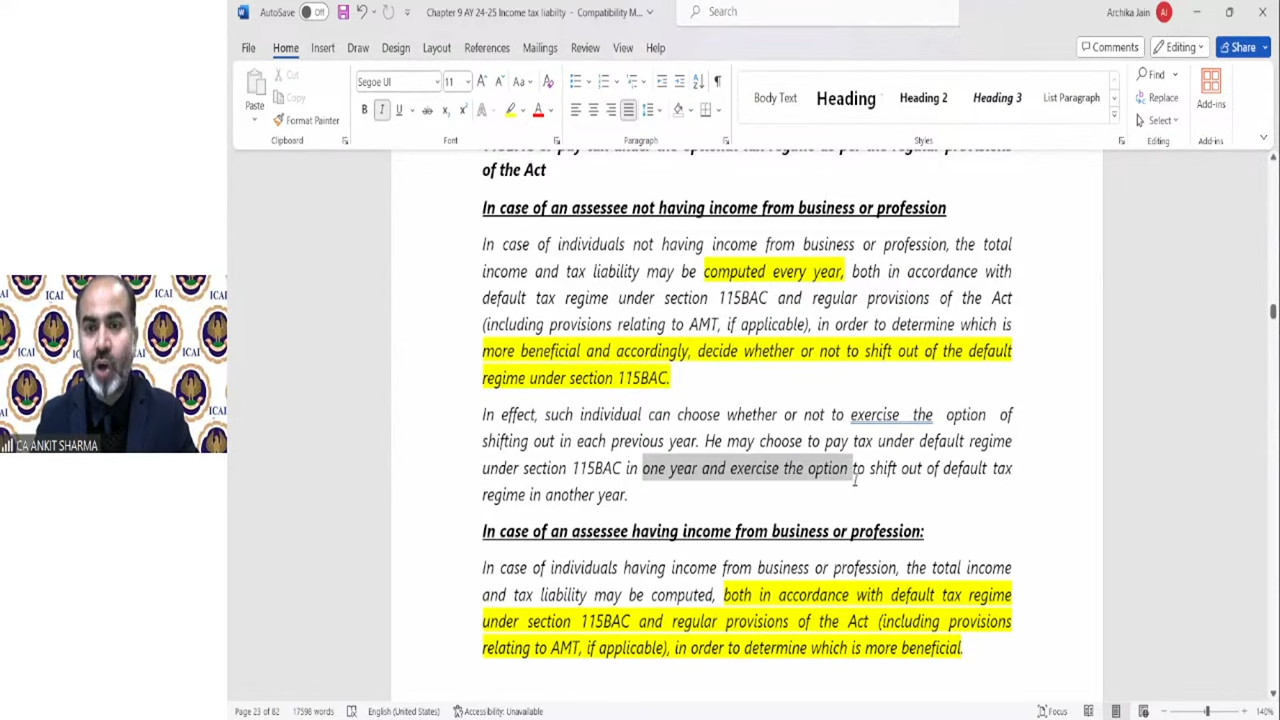 AutoSave Off
Chapter 9 AY 24-25 Income tax liabilty - Compatibility M...
Search
Archika Jain AJ
File Home Insert Draw Design Layout References Mailings Review View Help
Comments Editing Share
Paste
Cut
Copy
Format Painter
Segoe UI 11
Body Text Heading Heading 2 Heading 3 List Paragraph
Find
Replace
Select
Add-ins
Clipboard Font Paragraph Styles Editing Add-ins
of the Act
In case of an assessee not having income from business or profession
In case of individuals not having income from business or profession, the total
income and tax liability may be computed every year, both in accordance with
default tax regime under section 115BAC and regular provisions of the Act
(including provisions relating to AMT, if applicable), in order to determine which is
more beneficial and accordingly, decide whether or not to shift out of the default
regime under section 115BAC.
In effect, such individual can choose whether or not to exercise the option of
shifting out in each previous year. He may choose to pay tax under default regime
under section 115BAC in one year and exercise the option to shift out of default tax
regime in another year.
In case of an assessee having income from business or profession:
In case of individuals having income from business or profession, the total income
and tax liability may be computed, both in accordance with default tax regime
under section 115BAC and regular provisions of the Act (including provisions
relating to AMT, if applicable), in order to determine which is more beneficial.
ICAI
ICAI
ICAI
CA ANKIT SHARMA
Page 23 of 82 17598 words English (United States) Accessibility: Unavailable
Focus 140%